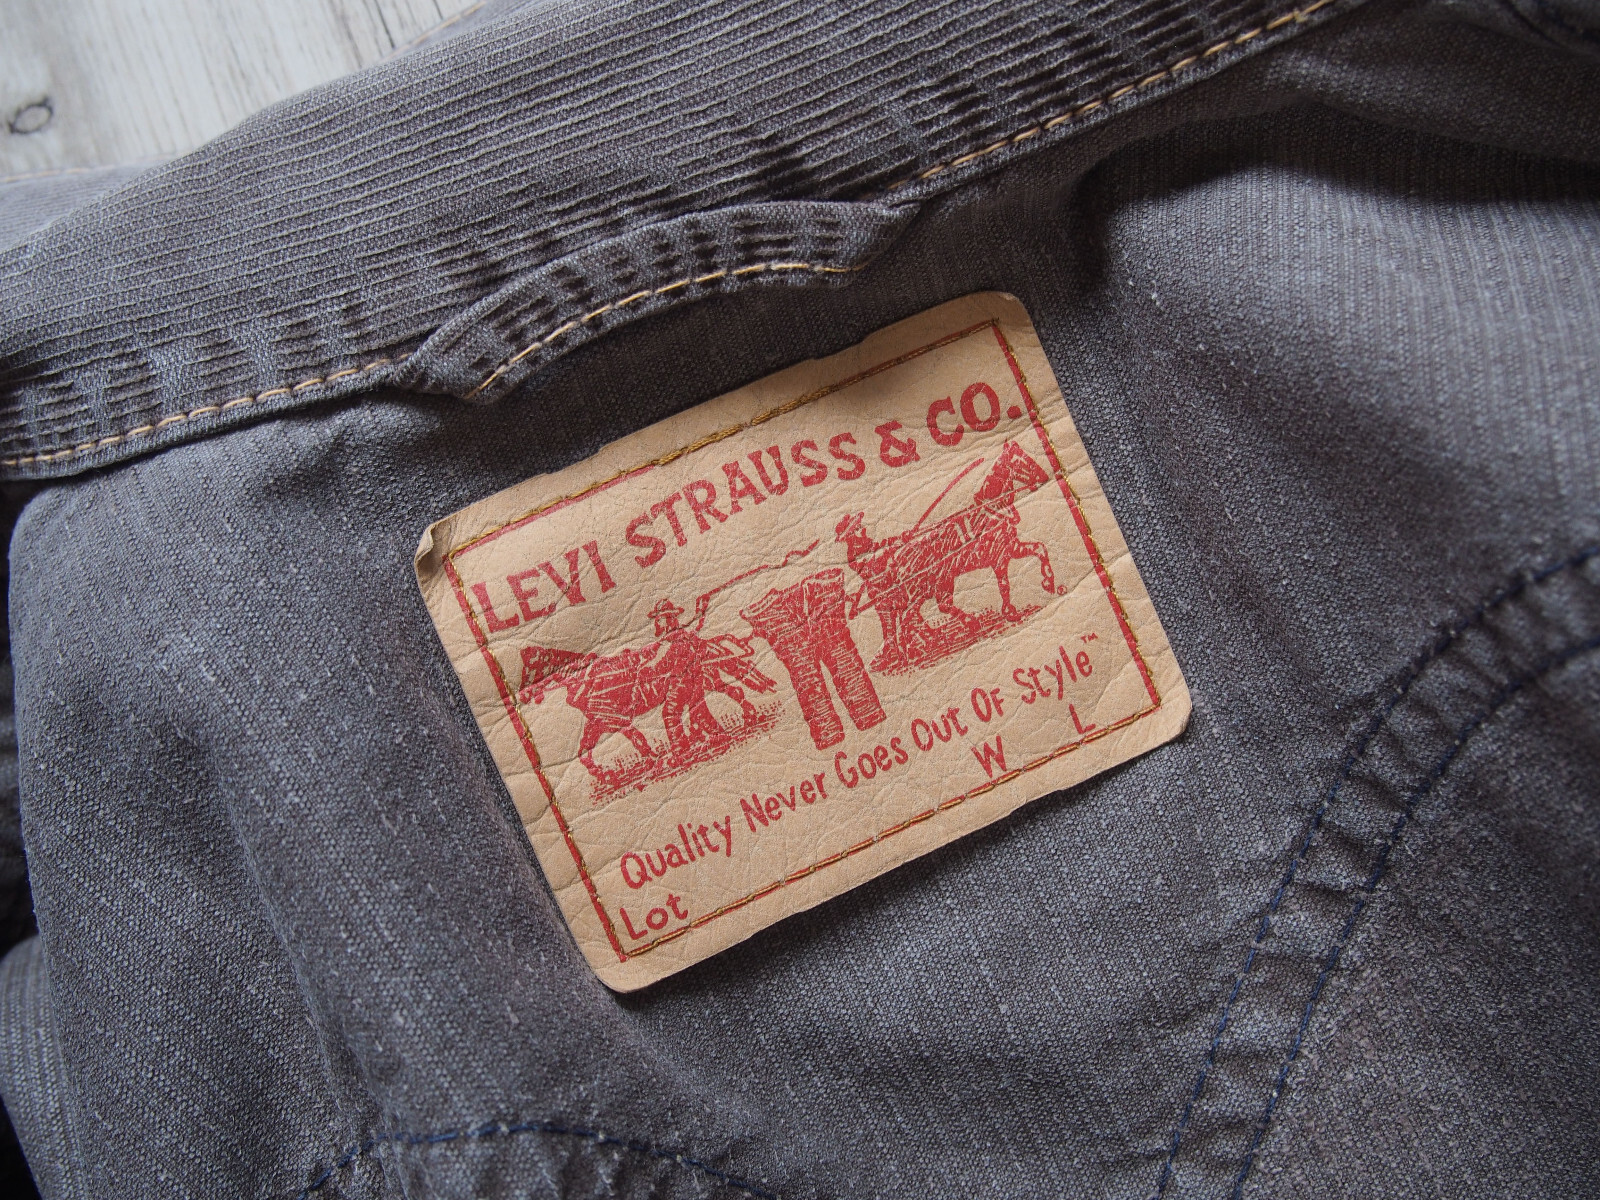 LEVI STRAUSS & CO.
®
Quality Never Goes Out Of Style™
W L
Lot